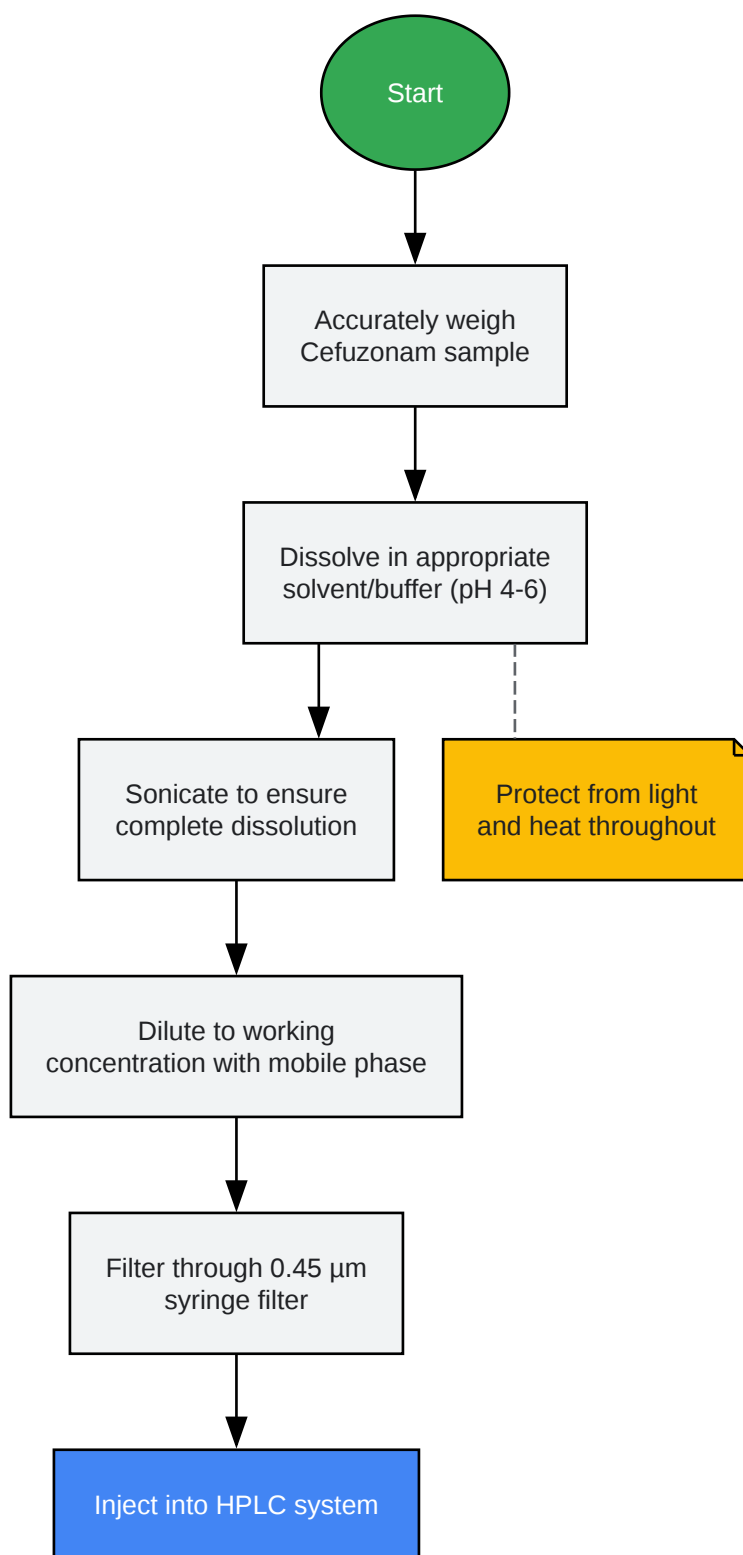 Start
Accurately weigh
Cefuzonam sample
Dissolve in appropriate
solvent/buffer (pH 4-6)
Sonicate to ensure
complete dissolution
Protect from light
and heat throughout
Dilute to working
concentration with mobile phase
Filter through 0.45 µm
syringe filter
Inject into HPLC system